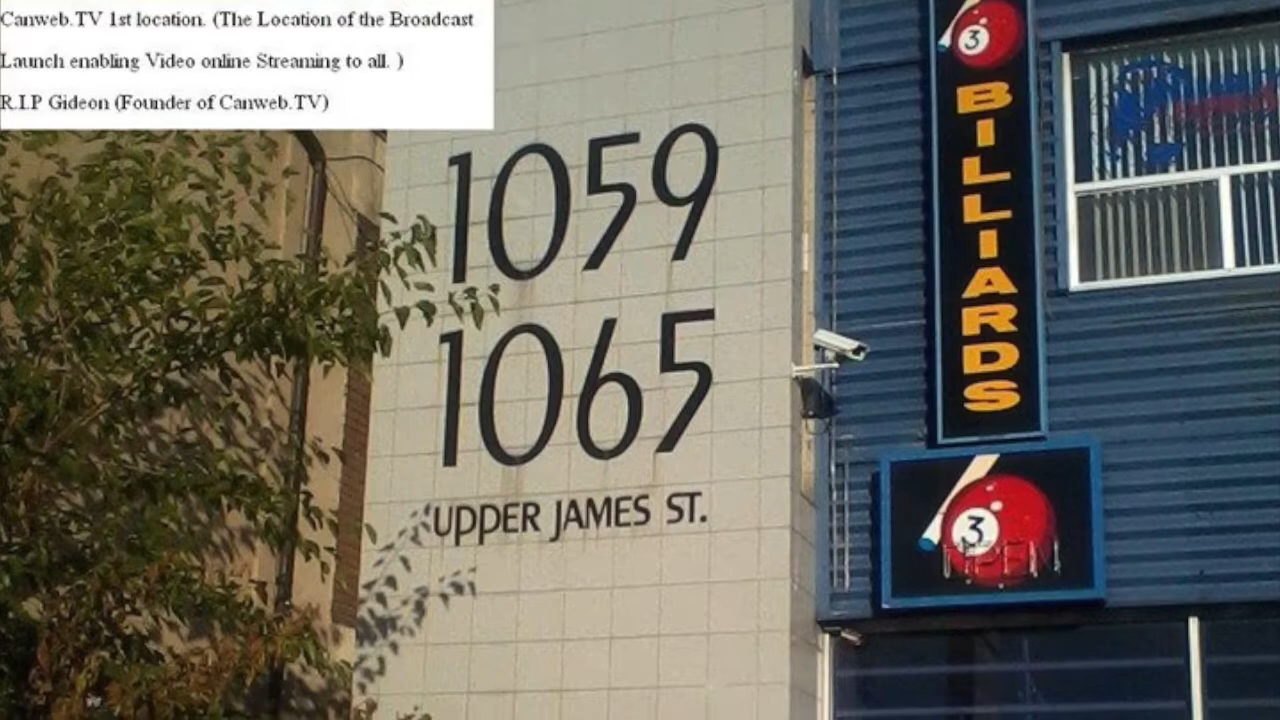 Canweb.TV 1st location. (The Location of the Broadcast
Launch enabling Video online Streaming to all. )
R.I.P Gideon (Founder of Canweb.TV)
1059
1065
UPPER JAMES ST.
3
BILLIARDS
3
OPEN